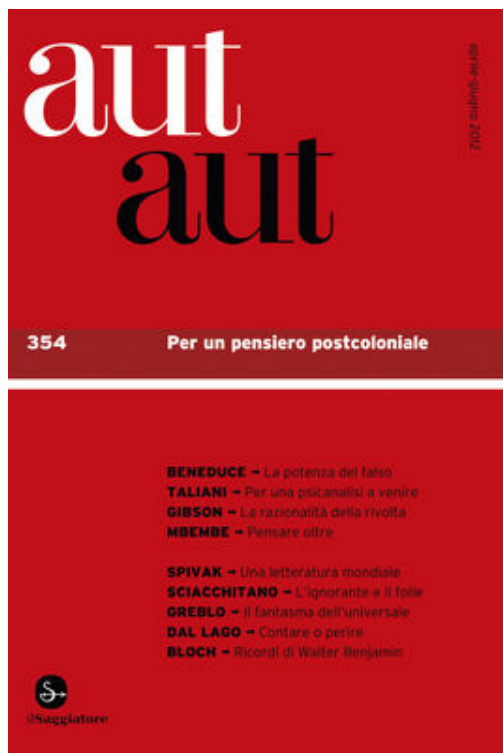 aut
aut
aprile-giugno 2012
354 Per un pensiero postcoloniale
BENEDUCE – La potenza del falso
TALIANI – Per una psicanalisi a venire
GIBSON – La razionalità della rivolta
MBEMBE – Pensare oltre
SPIVAK – Una letteratura mondiale
SCIACCHITANO – L'ignorante e il folle
GREBLO – Il fantasma dell'universale
DAL LAGO – Contare o perire
BLOCH – Ricordi di Walter Benjamin
ilSaggiatore